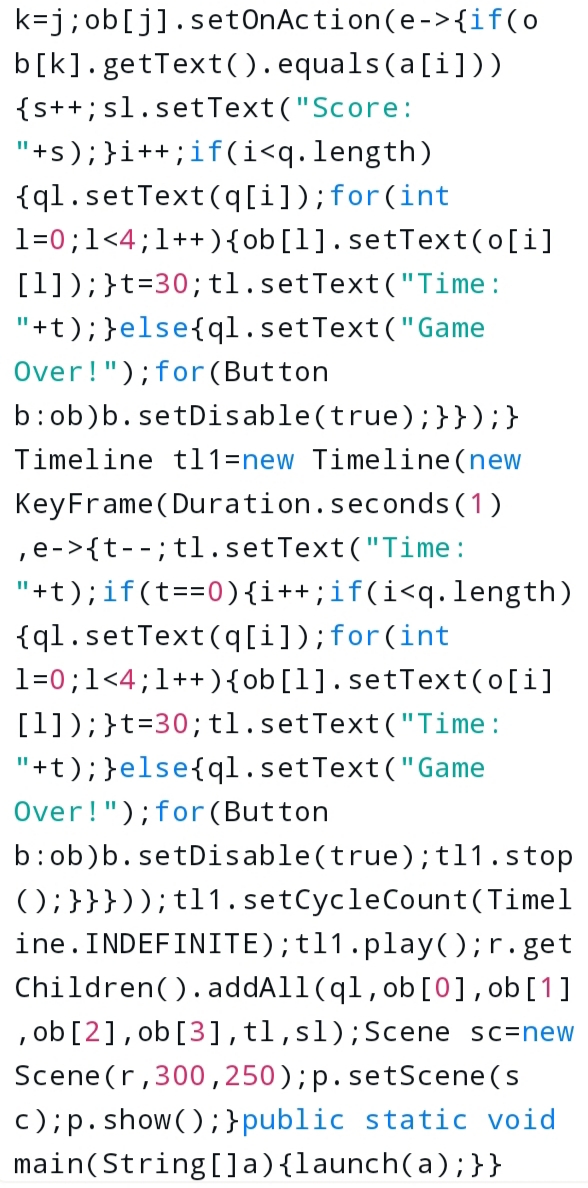 k=j;ob[j].setOnAction(e->{if(o
b[k].getText().equals(a[i]))
{s++;sl.setText("Score:
"+s);}i++;if(i<q.length)
{ql.setText(q[i]);for(int
l=0;l<4;l++){ob[l].setText(o[i]
[l]);}t=30;tl.setText("Time:
"+t);}else{ql.setText("Game
Over!");for(Button
b:ob)b.setDisable(true);}});}
Timeline tl1=new Timeline(new
KeyFrame(Duration.seconds(1)
,e->{t--;tl.setText("Time:
"+t);if(t==0){i++;if(i<q.length)
{ql.setText(q[i]);for(int
l=0;l<4;l++){ob[l].setText(o[i]
[l]);}t=30;tl.setText("Time:
"+t);}else{ql.setText("Game
Over!");for(Button
b:ob)b.setDisable(true);tl1.stop
();}}}));tl1.setCycleCount(Timel
ine.INDEFINITE);tl1.play();r.get
Children().addAll(ql,ob[0],ob[1]
,ob[2],ob[3],tl,sl);Scene sc=new
Scene(r,300,250);p.setScene(s
c);p.show();}public static void
main(String[]a){launch(a);}}